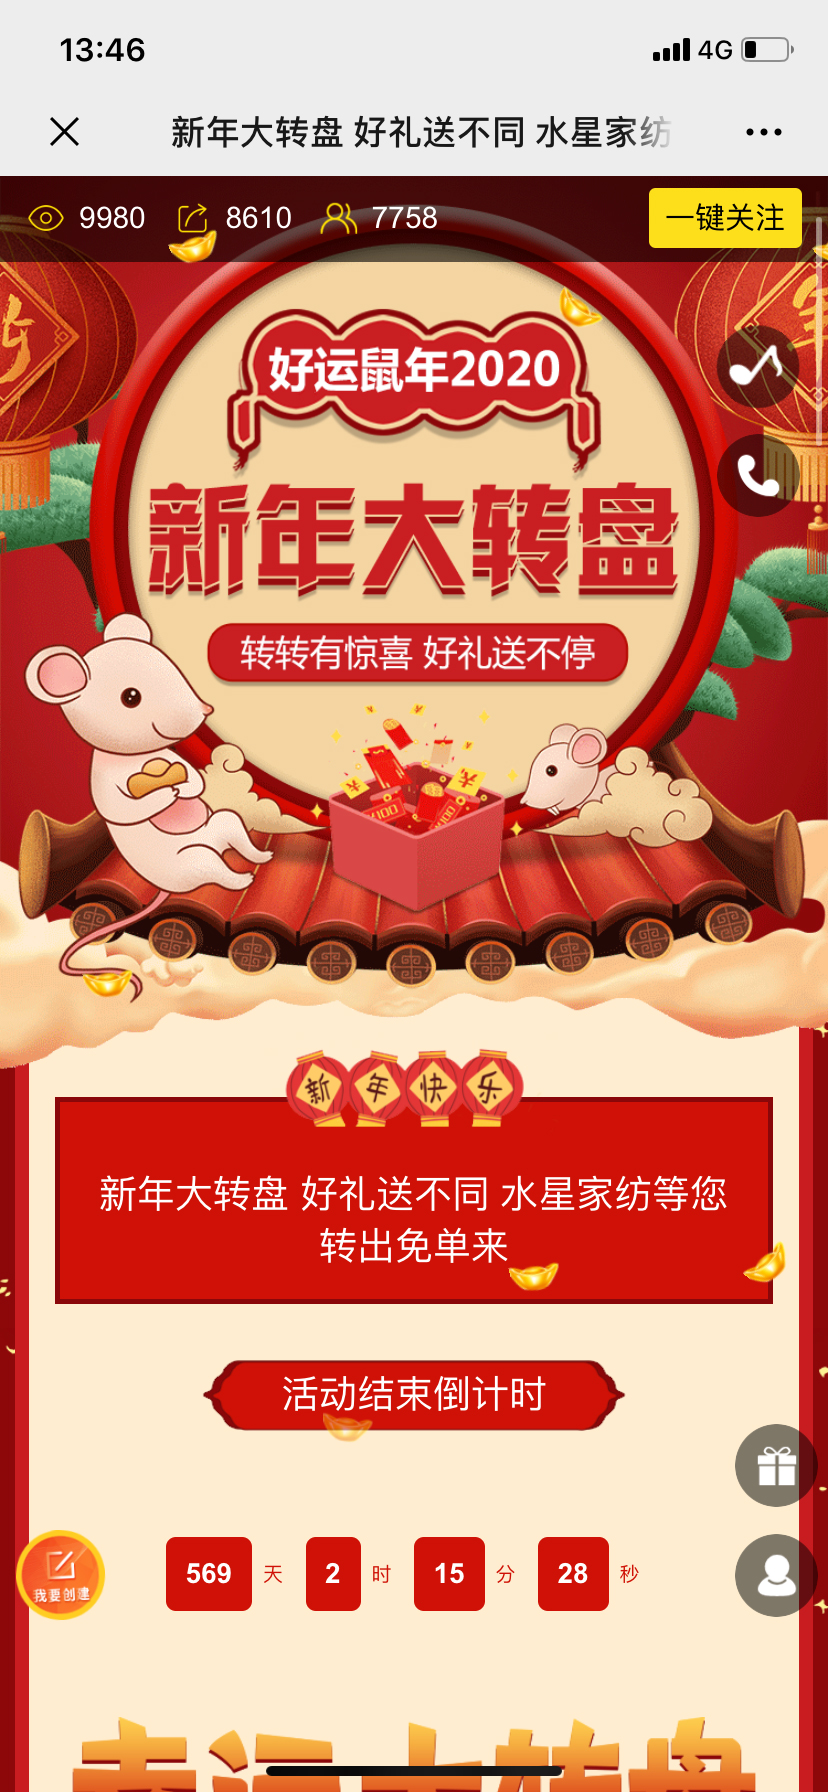 13:46
4G
新年大转盘 好礼送不同 水星家纺
9980 8610 7758 一键关注
好运鼠年2020
新年大转盘
转转有惊喜 好礼送不停
新年快乐
新年大转盘 好礼送不同 水星家纺等您
转出免单来
活动结束倒计时
我要创建
569 天 2 时 15 分 28 秒